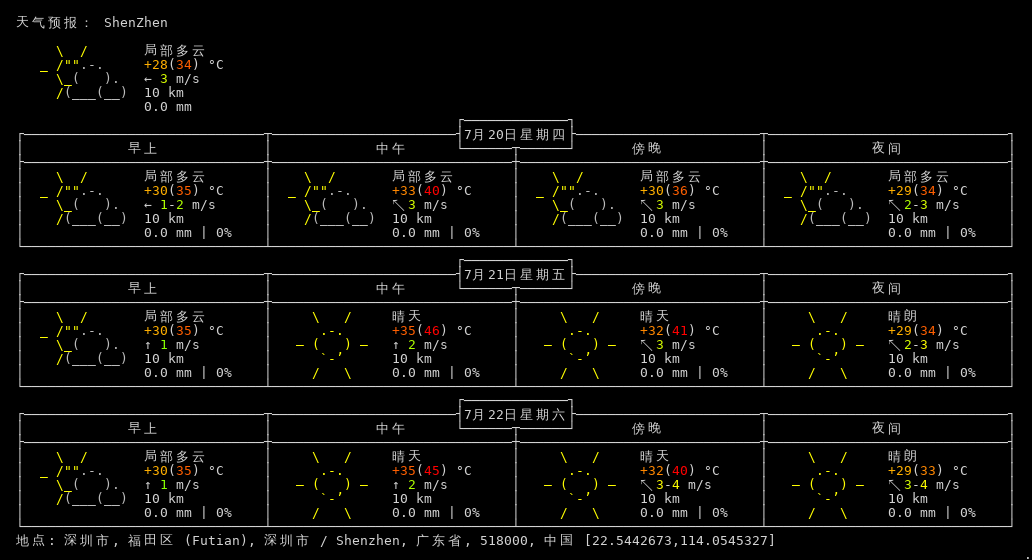 天气预报： ShenZhen
局部多云
+28(34) °C
← 3 m/s
10 km
0.0 mm
7月20日星期四
早上 中午 傍晚 夜间
局部多云 局部多云 局部多云 局部多云
+30(35) °C +33(40) °C +30(36) °C +29(34) °C
← 1-2 m/s ↖ 3 m/s ↖ 3 m/s ↖ 2-3 m/s
10 km 10 km 10 km 10 km
0.0 mm | 0% 0.0 mm | 0% 0.0 mm | 0% 0.0 mm | 0%
7月21日星期五
早上 中午 傍晚 夜间
局部多云 晴天 晴天 晴朗
+30(35) °C +35(46) °C +32(41) °C +29(34) °C
↑ 1 m/s ↑ 2 m/s ↖ 3 m/s ↖ 2-3 m/s
10 km 10 km 10 km 10 km
0.0 mm | 0% 0.0 mm | 0% 0.0 mm | 0% 0.0 mm | 0%
7月22日星期六
早上 中午 傍晚 夜间
局部多云 晴天 晴天 晴朗
+30(35) °C +35(45) °C +32(40) °C +29(33) °C
↑ 1 m/s ↑ 2 m/s ↖ 3-4 m/s ↖ 3-4 m/s
10 km 10 km 10 km 10 km
0.0 mm | 0% 0.0 mm | 0% 0.0 mm | 0% 0.0 mm | 0%
地点: 深圳市, 福田区 (Futian), 深圳市 / Shenzhen, 广东省, 518000, 中国 [22.5442673,114.0545327]